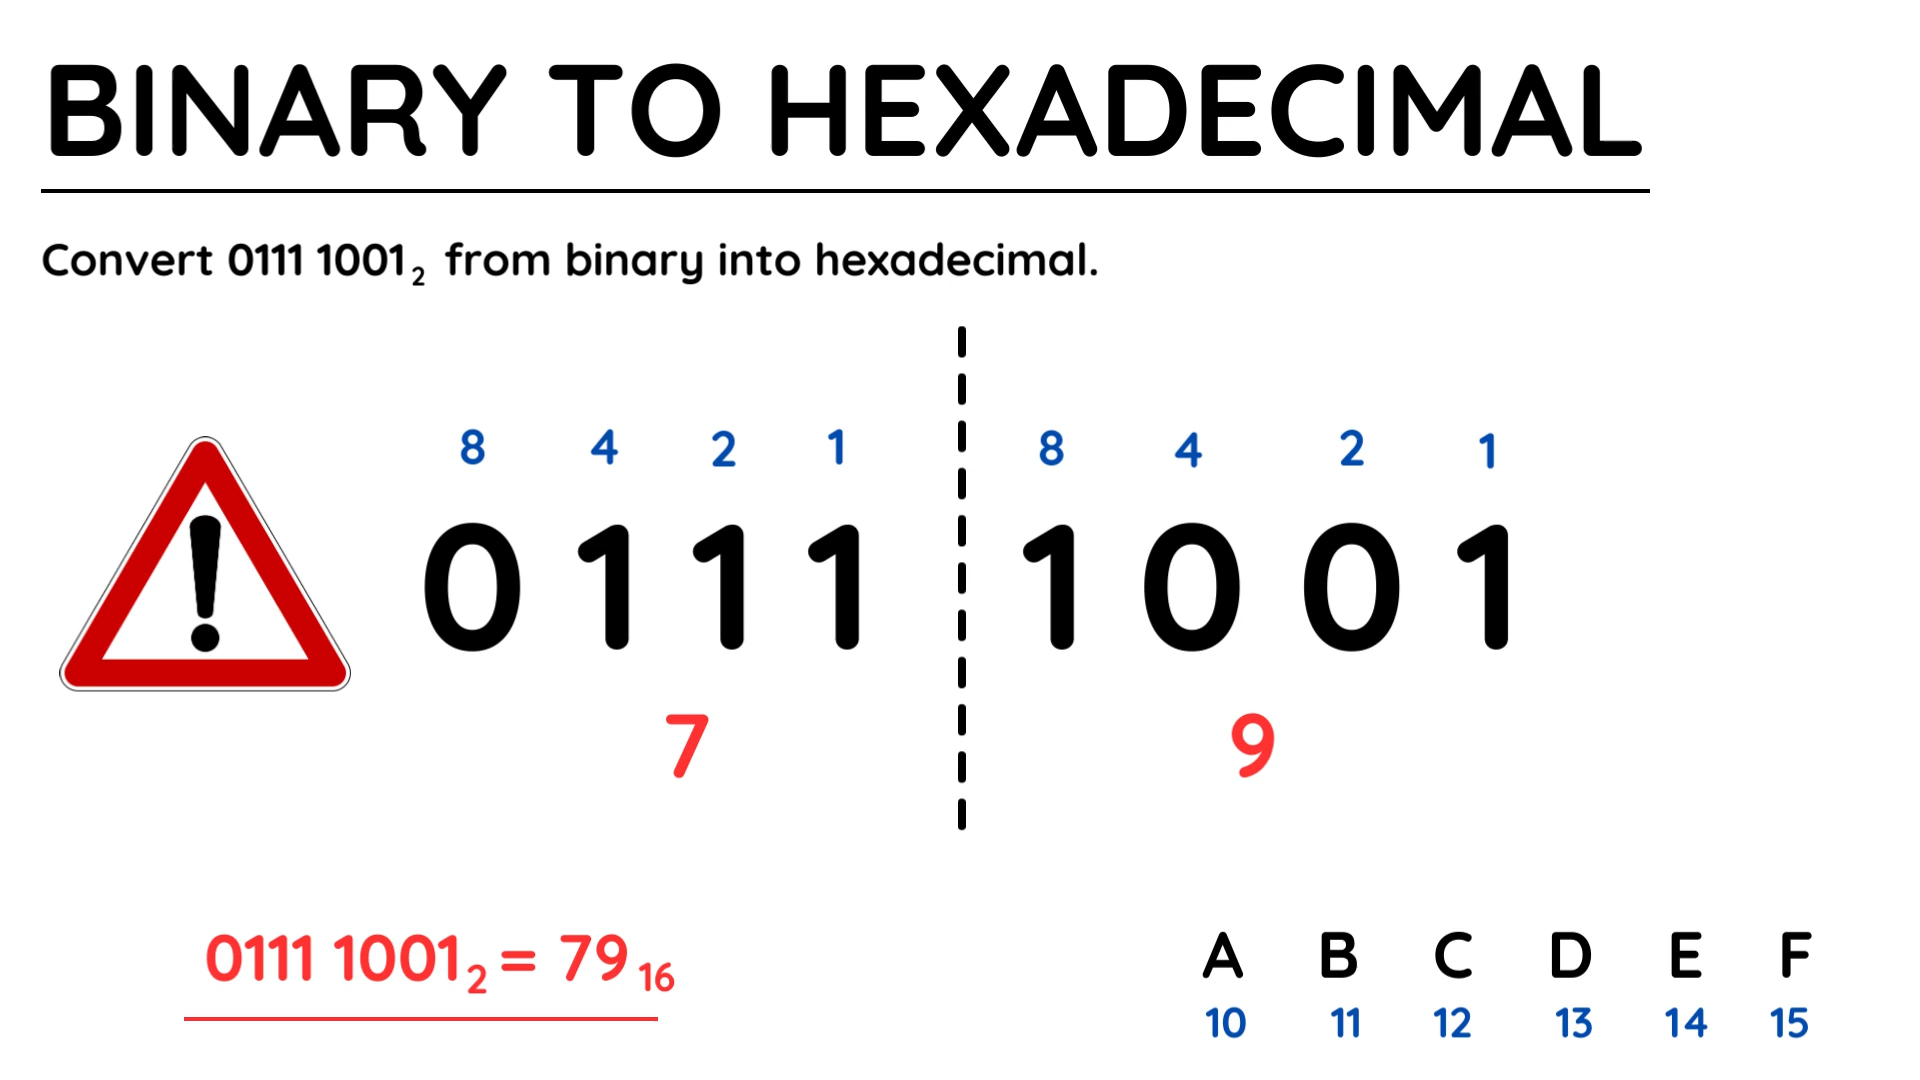 BINARY TO HEXADECIMAL
Convert 0111 1001₂ from binary into hexadecimal.
8 4 2 1 8 4 2 1
0 1 1 1 1 0 0 1
7 9
0111 1001₂ = 79₁₆
A B C D E F
10 11 12 13 14 15